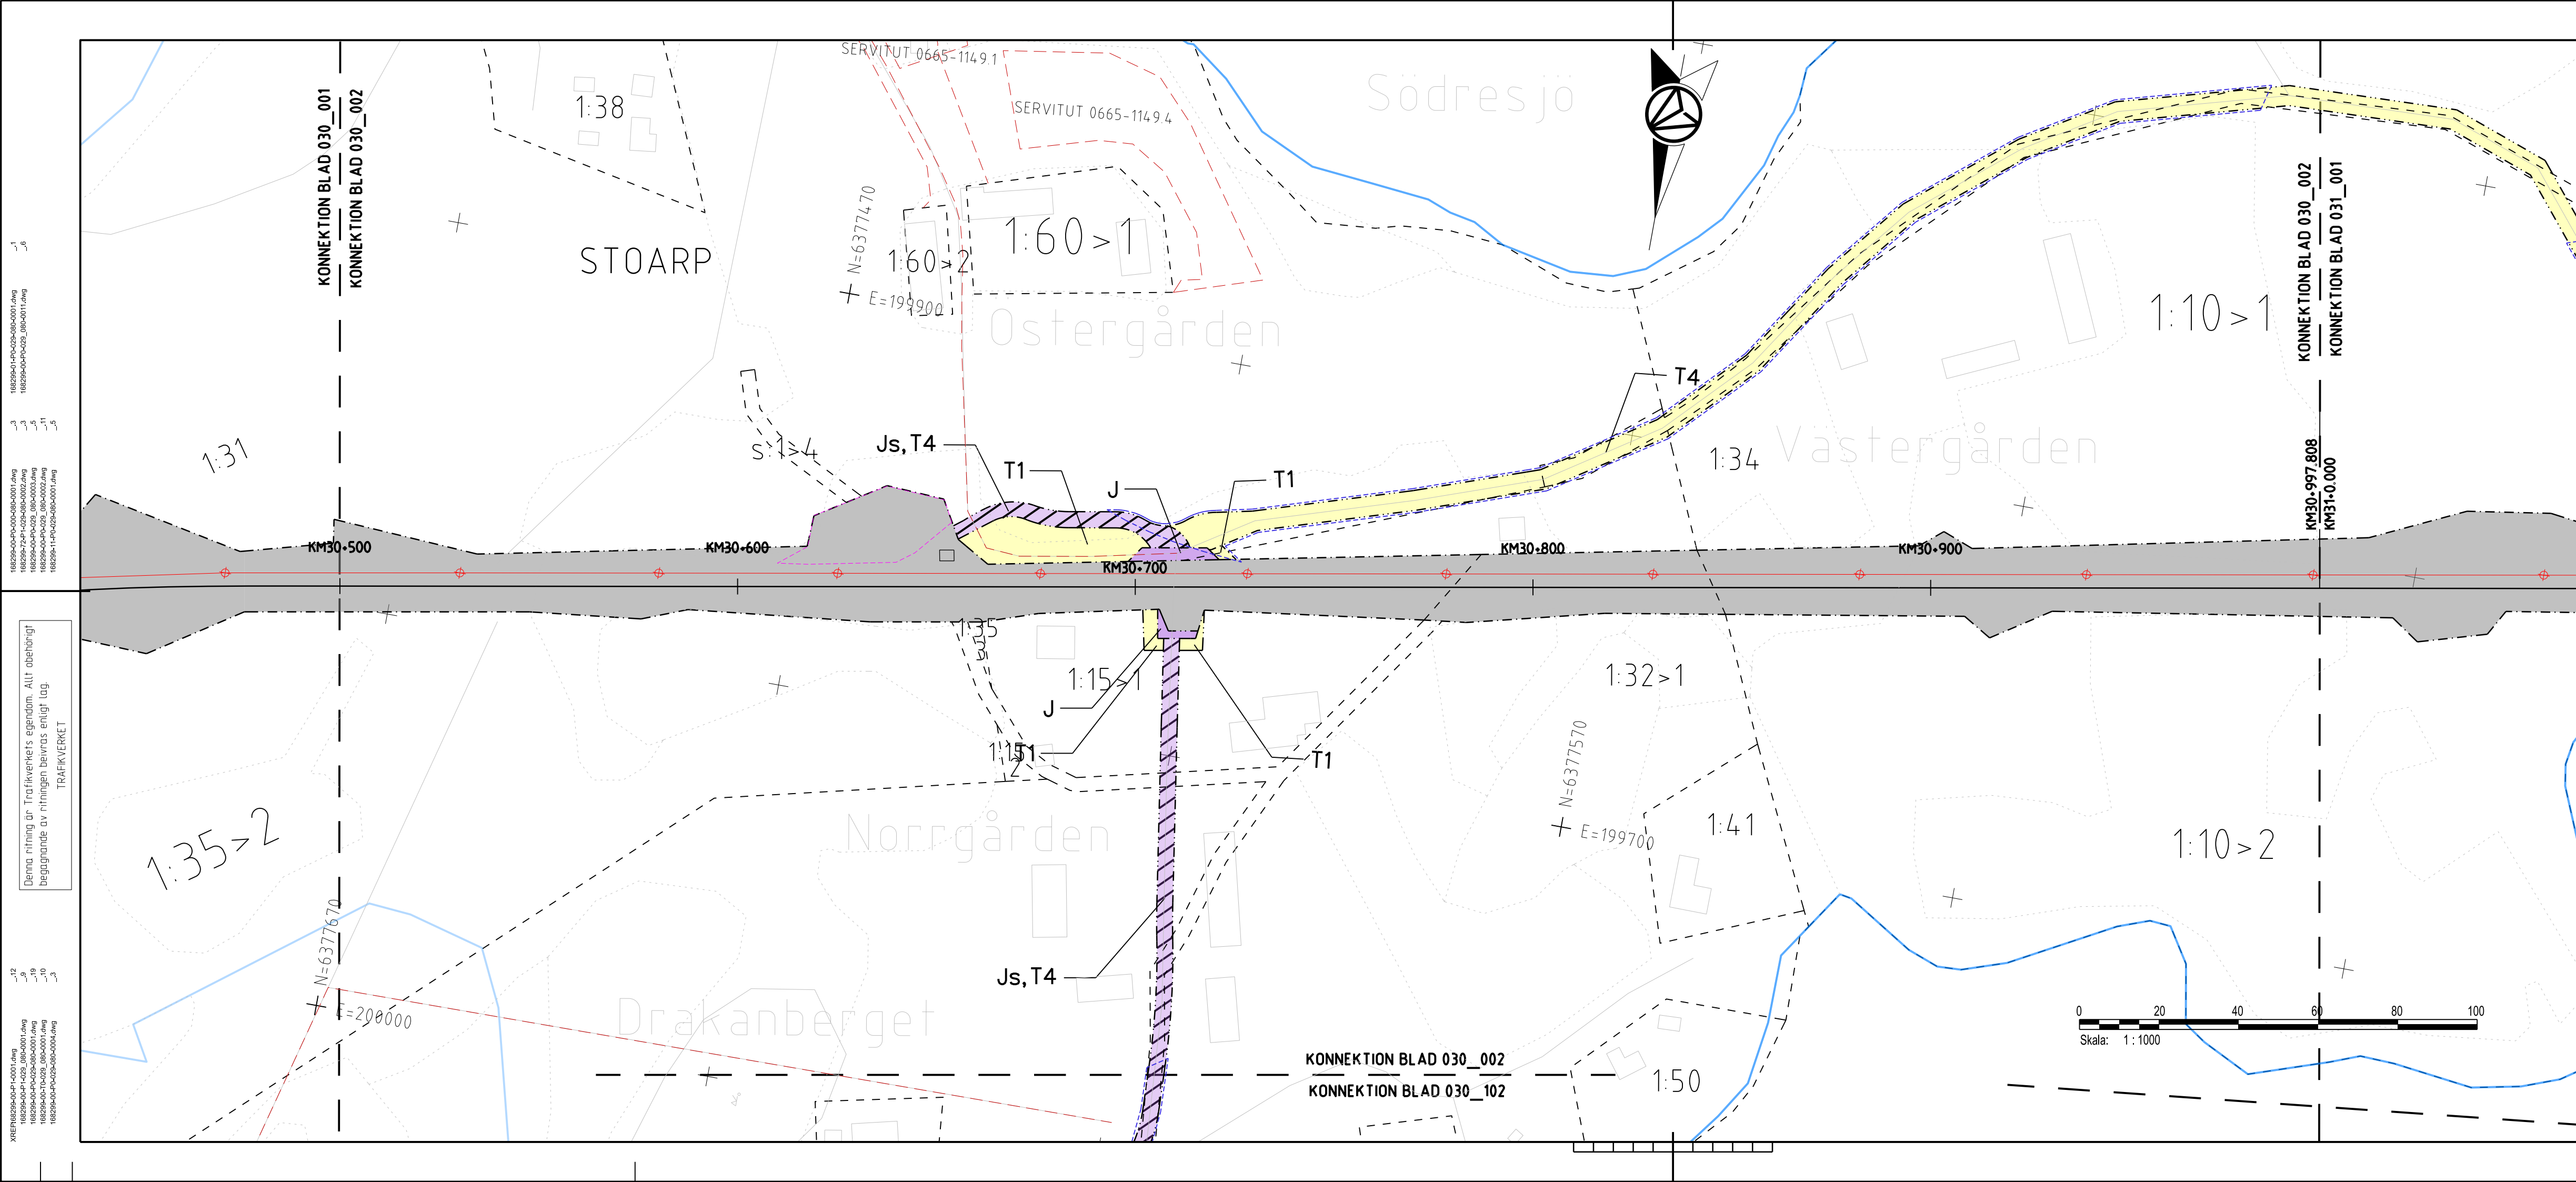 KONNEKTION BLAD 030_001
KONNEKTION BLAD 030_002
1:38
SERVITUT 0665-1149.1
SERVITUT 0665-1149.4
Södresjö
STOARP
N=6377470
E=199900
1:60>2
1:60>1
Östergården
1:10>1
KONNEKTION BLAD 030_002
KONNEKTION BLAD 031_001
1:31
s:1>4
Js,T4
T1
J
T1
T4
1:34
Västergården
KM30+997.808
KM31+0.000
KM30+500
KM30+600
KM30+700
KM30+800
KM30+900
1:35
1:15>1
J
T1
T1
1:32>1
N=6377570
E=199700
1:41
1:35>2
Norrgården
1:10>2
N=6377670
E=200000
Js,T4
Drakanberget
KONNEKTION BLAD 030_002
KONNEKTION BLAD 030_102
1:50
0 20 40 60 80 100
Skala: 1 : 1000
Denna ritning är Trafikverkets egendom. Allt obehörigt
begagnande av ritningen beivras enligt lag.
TRAFIKVERKET